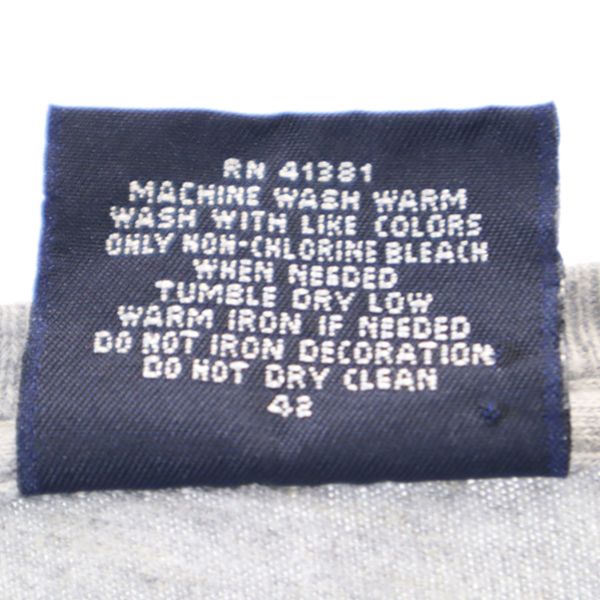 RN 41381
MACHINE WASH WARM
WASH WITH LIKE COLORS
ONLY NON-CHLORINE BLEACH
WHEN NEEDED
TUMBLE DRY LOW
WARM IRON IF NEEDED
DO NOT IRON DECORATION
DO NOT DRY CLEAN
42